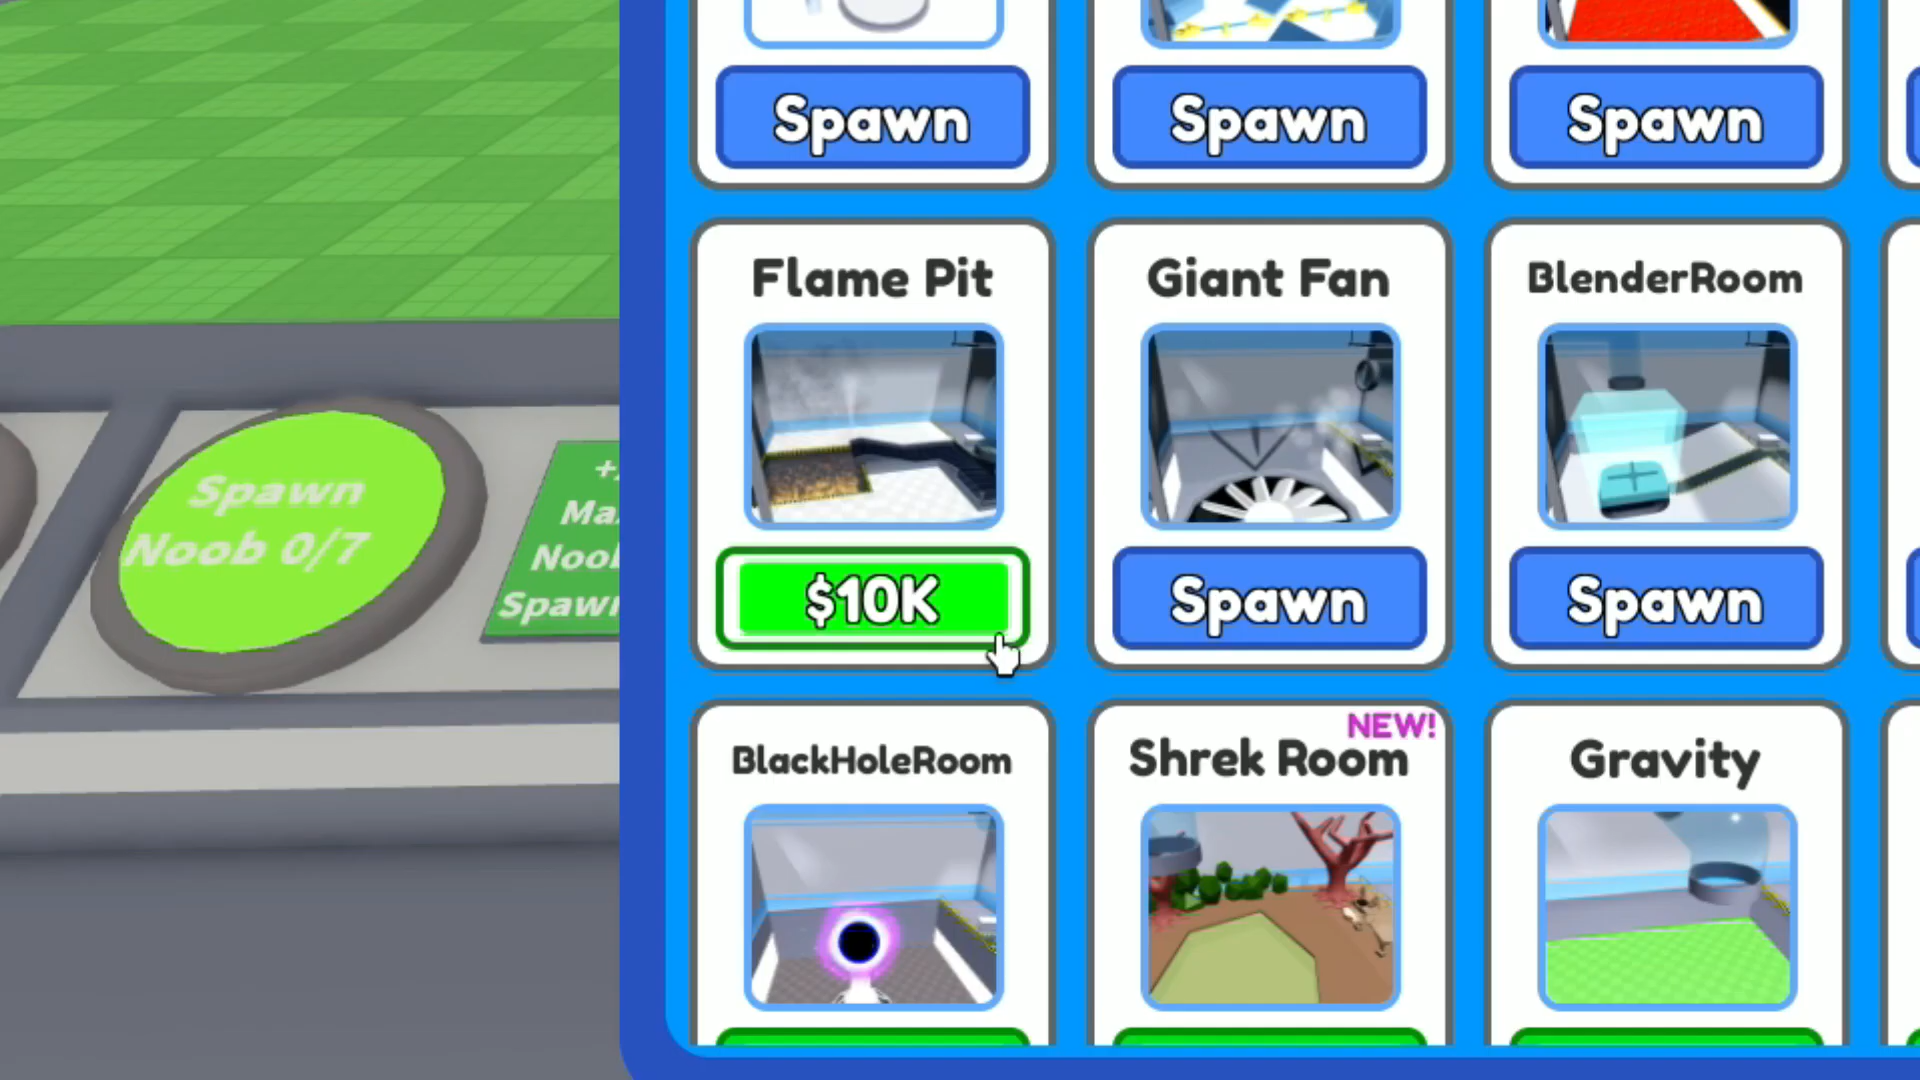 Spawn Spawn Spawn
Flame Pit Giant Fan BlenderRoom
$10K Spawn Spawn
NEW!
BlackHoleRoom Shrek Room Gravity
Spawn
Noob 0/7